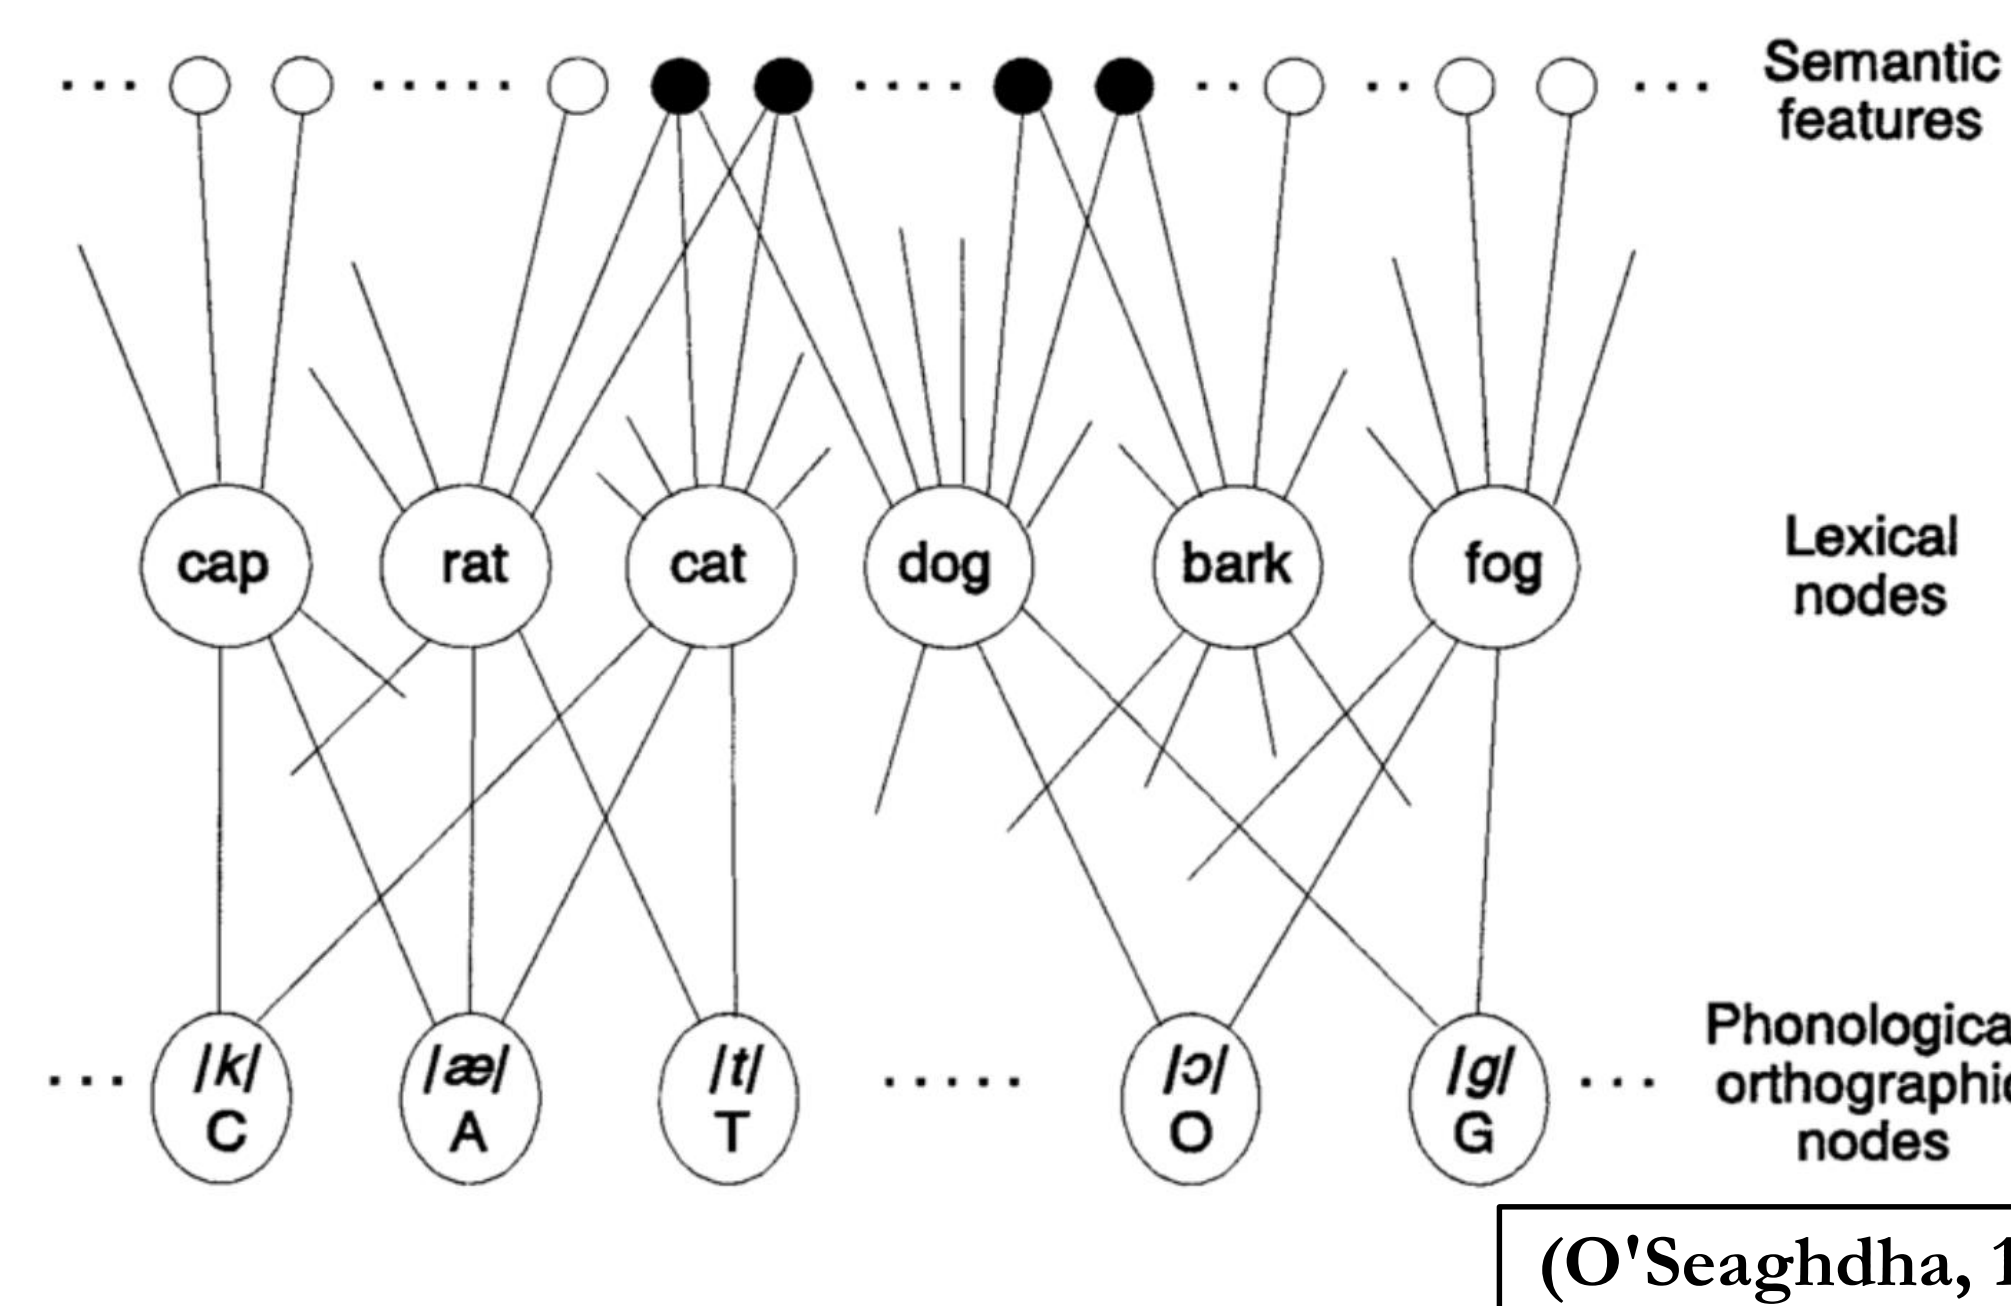 Semantic
features
cap rat cat dog bark fog
Lexical
nodes
/k/ /æ/ /t/ /ɔ/ /g/
C A T O G
Phonologica
orthographic
nodes
(O'Seaghdha, 1